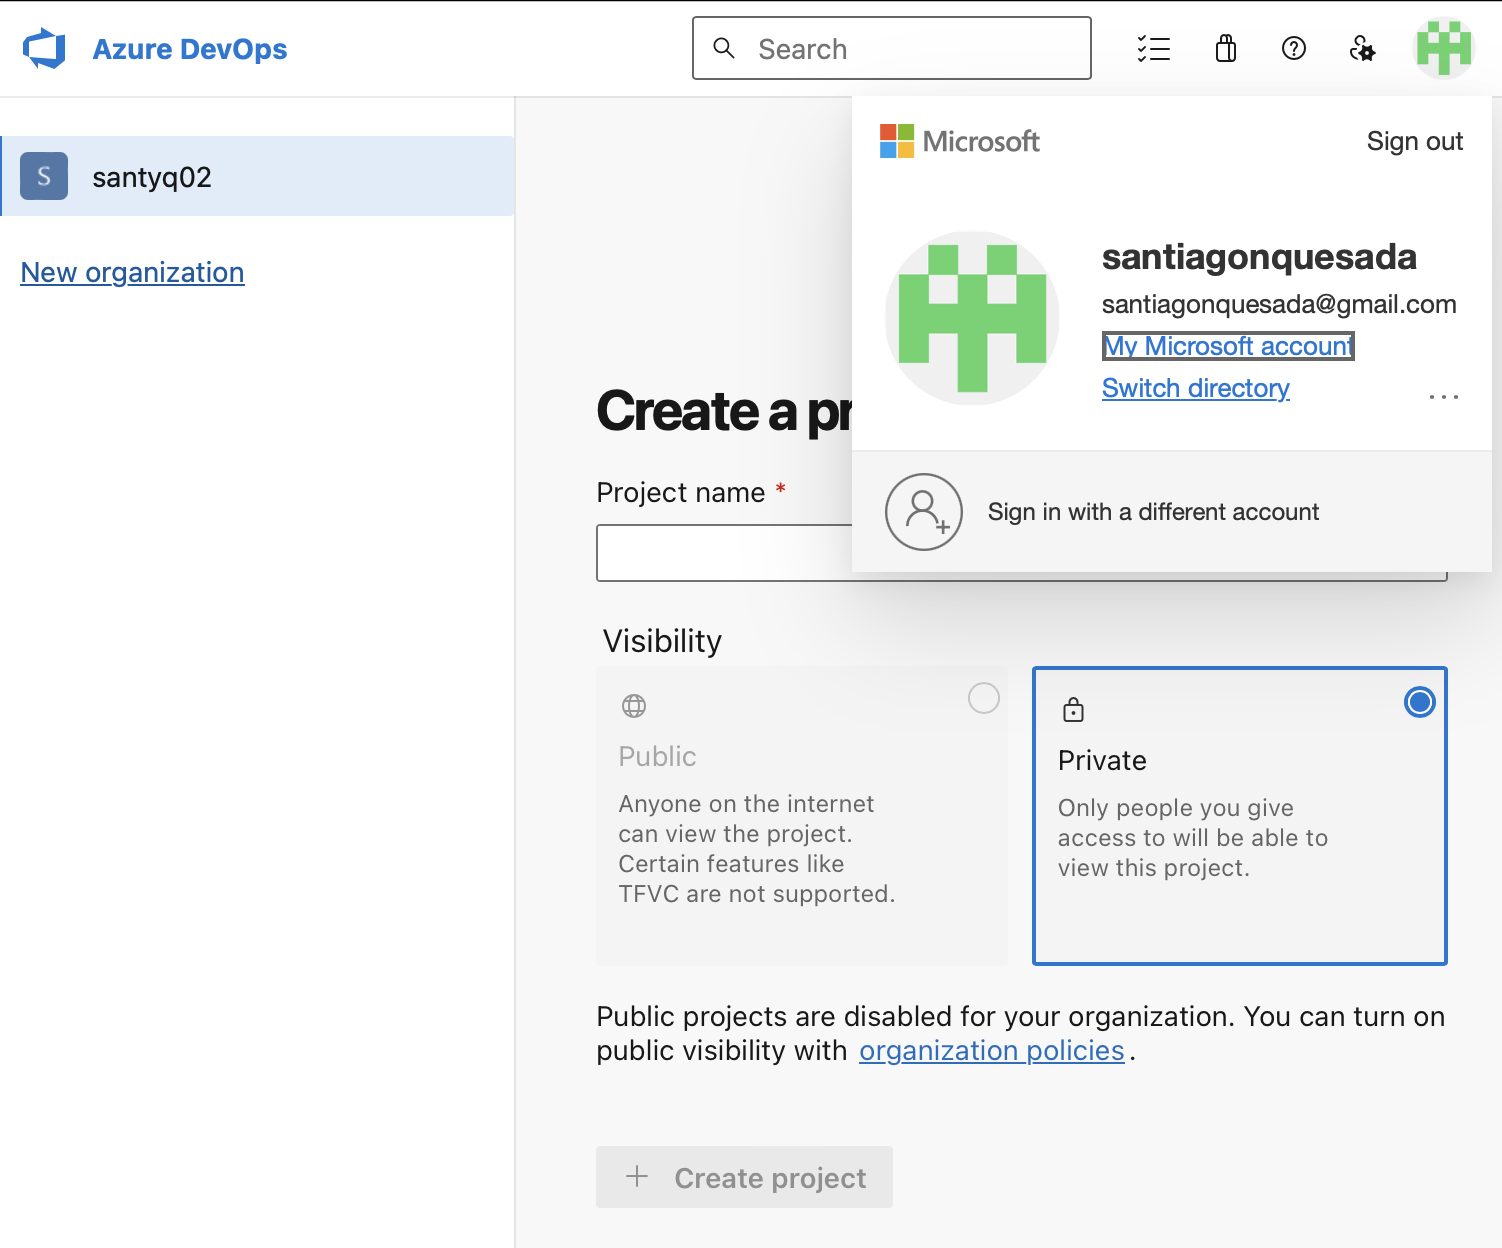 Azure DevOps
Search
S
santyq02
New organization
Microsoft
Sign out
santiagonquesada
santiagonquesada@gmail.com
My Microsoft account
Switch directory
...
Sign in with a different account
Create a pr
Project name *
Visibility
Public
Anyone on the internet
can view the project.
Certain features like
TFVC are not supported.
Private
Only people you give
access to will be able to
view this project.
Public projects are disabled for your organization. You can turn on
public visibility with organization policies.
+ Create project